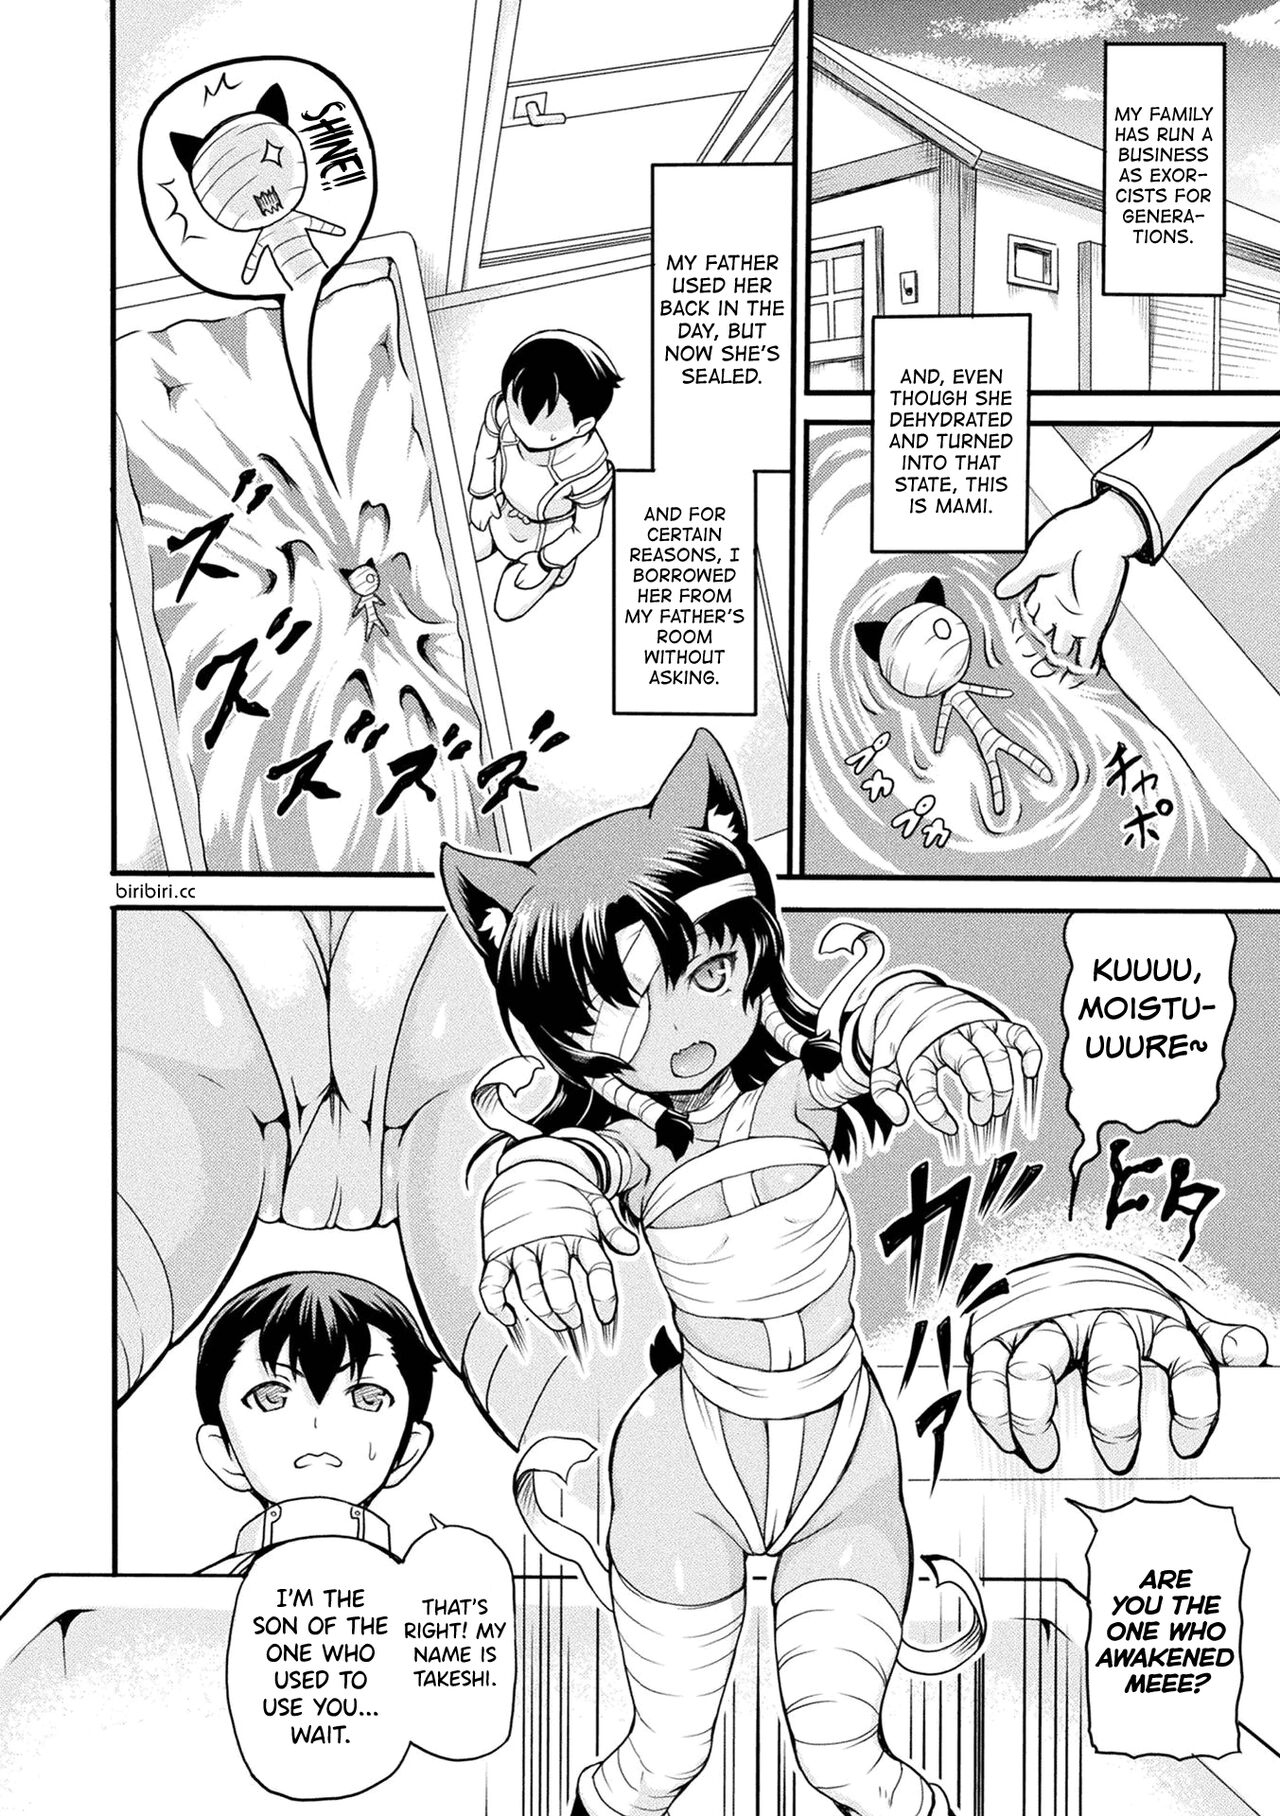 MY FAMILY
HAS RUN A
BUSINESS
AS EXOR-
CISTS FOR
GENERA-
TIONS.
AND, EVEN
THOUGH SHE
DEHYDRATED
AND TURNED
INTO THAT
STATE, THIS
IS MAMI.
チャポ
パカパカ
MY FATHER
USED HER
BACK IN THE
DAY, BUT
NOW SHE'S
SEALED.
AND FOR
CERTAIN
REASONS, I
BORROWED
HER FROM
MY FATHER'S
ROOM
WITHOUT
ASKING.
SHINE!!
ズズズズズ
biribiri.cc
KUUUU,
MOISTU-
UUURE~
ヒタ
ガバァ
ARE
YOU THE
ONE WHO
AWAKENED
MEEE?
THAT'S
RIGHT! MY
NAME IS
TAKESHI.
I'M THE
SON OF THE
ONE WHO
USED TO
USE YOU...
WAIT.